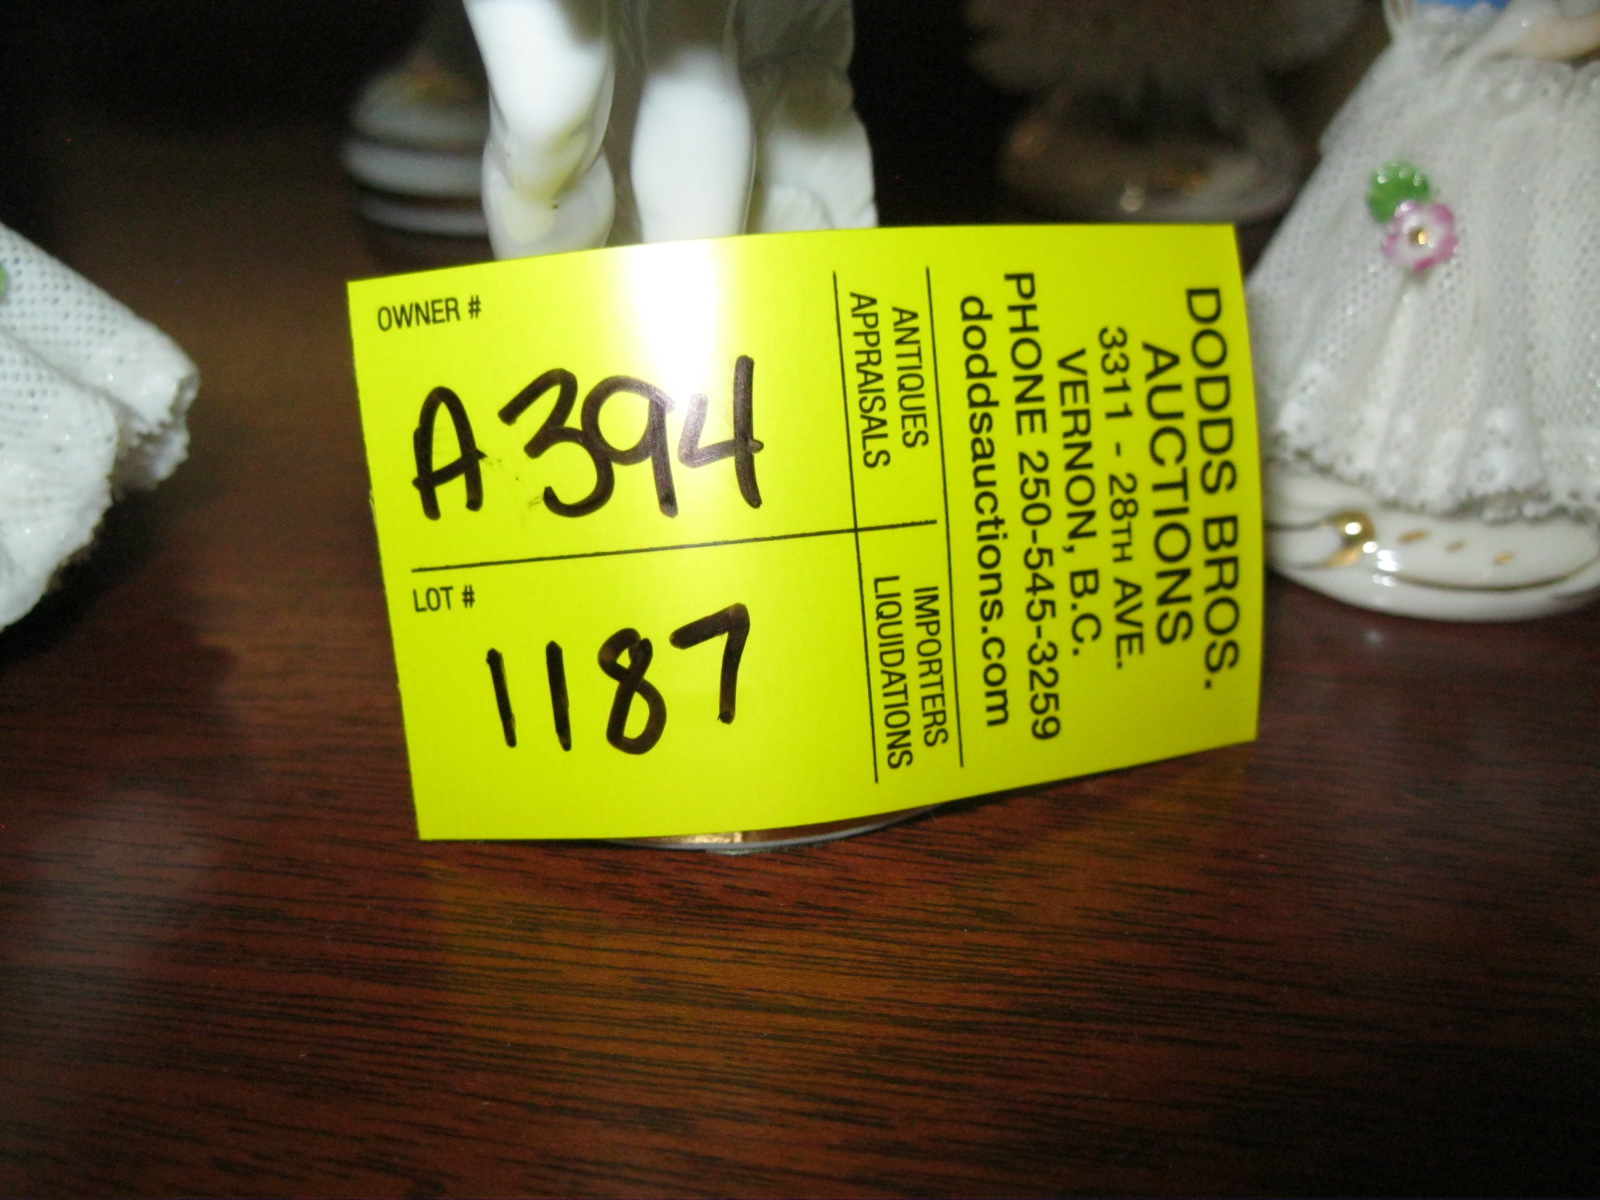 OWNER #
A394
LOT #
1187
DODDS BROS.
AUCTIONS
3311 - 28TH AVE.
VERNON, B.C.
PHONE 250-545-3259
doddsauctions.com
ANTIQUES
APPRAISALS
IMPORTERS
LIQUIDATIONS